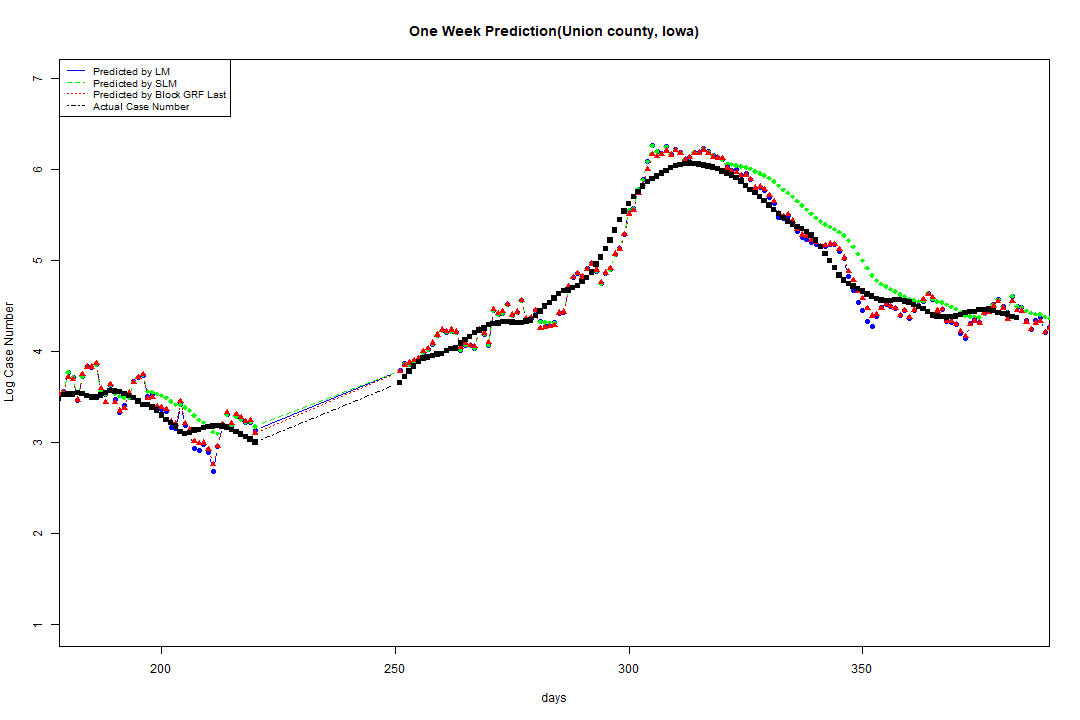 One Week Prediction(Union county, Iowa)
Predicted by LM
Predicted by SLM
Predicted by Block GRF Last
Actual Case Number
7
6
5
4
3
2
1
Log Case Number
200 250 300 350
days